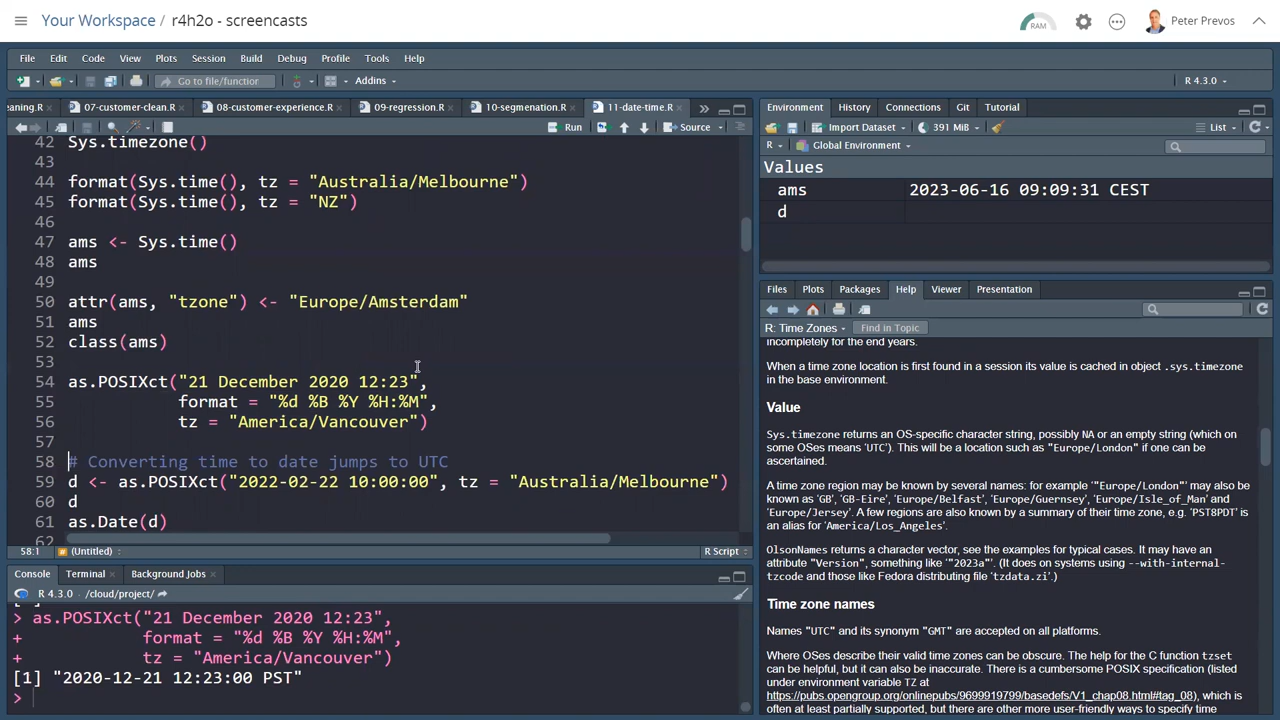 Your Workspace / r4h2o - screencasts
RAM
Peter Prevos
File Edit Code View Plots Session Build Debug Profile Tools Help
Go to file/function
Addins
R 4.3.0
eaning.R
07-customer-clean.R
08-customer-experience.R
09-regression.R
10-segmenation.R
11-date-time.R
Run
Source
42 Sys.timezone()
43
44 format(Sys.time(), tz = "Australia/Melbourne")
45 format(Sys.time(), tz = "NZ")
46
47 ams <- Sys.time()
48 ams
49
50 attr(ams, "tzone") <- "Europe/Amsterdam"
51 ams
52 class(ams)
53
54 as.POSIXct("21 December 2020 12:23",
55 format = "%d %B %Y %H:%M",
56 tz = "America/Vancouver")
57
58 # Converting time to date jumps to UTC
59 d <- as.POSIXct("2022-02-22 10:00:00", tz = "Australia/Melbourne")
60 d
61 as.Date(d)
62
58:1 (Untitled) R Script
Console Terminal Background Jobs
R 4.3.0 · /cloud/project/
> as.POSIXct("21 December 2020 12:23",
+ format = "%d %B %Y %H:%M",
+ tz = "America/Vancouver")
[1] "2020-12-21 12:23:00 PST"
>
Environment History Connections Git Tutorial
Import Dataset 391 MiB List
R Global Environment
Values
ams 2023-06-16 09:09:31 CEST
d
Files Plots Packages Help Viewer Presentation
R: Time Zones Find in Topic
incompletely for the end years.
When a time zone location is first found in a session its value is cached in object .sys.timezone
in the base environment.
Value
Sys.timezone returns an OS-specific character string, possibly NA or an empty string (which on
some OSes means 'UTC'). This will be a location such as "Europe/London" if one can be
ascertained.
A time zone region may be known by several names: for example '"Europe/London"' may also be
known as 'GB', 'GB-Eire', 'Europe/Belfast', 'Europe/Guernsey', 'Europe/Isle_of_Man' and
'Europe/Jersey'. A few regions are also known by a summary of their time zone, e.g. 'PST8PDT' is
an alias for 'America/Los_Angeles'.
OlsonNames returns a character vector, see the examples for typical cases. It may have an
attribute "Version", something like '"2023a"'. (It does on systems using --with-internal-
tzcode and those like Fedora distributing file 'tzdata.zi'.)
Time zone names
Names "UTC" and its synonym "GMT" are accepted on all platforms.
Where OSes describe their valid time zones can be obscure. The help for the C function tzset
can be helpful, but it can also be inaccurate. There is a cumbersome POSIX specification (listed
under environment variable TZ at
https://pubs.opengroup.org/onlinepubs/9699919799/basedefs/V1_chap08.html#tag_08), which is
often at least partially supported, but there are other more user-friendly ways to specify time